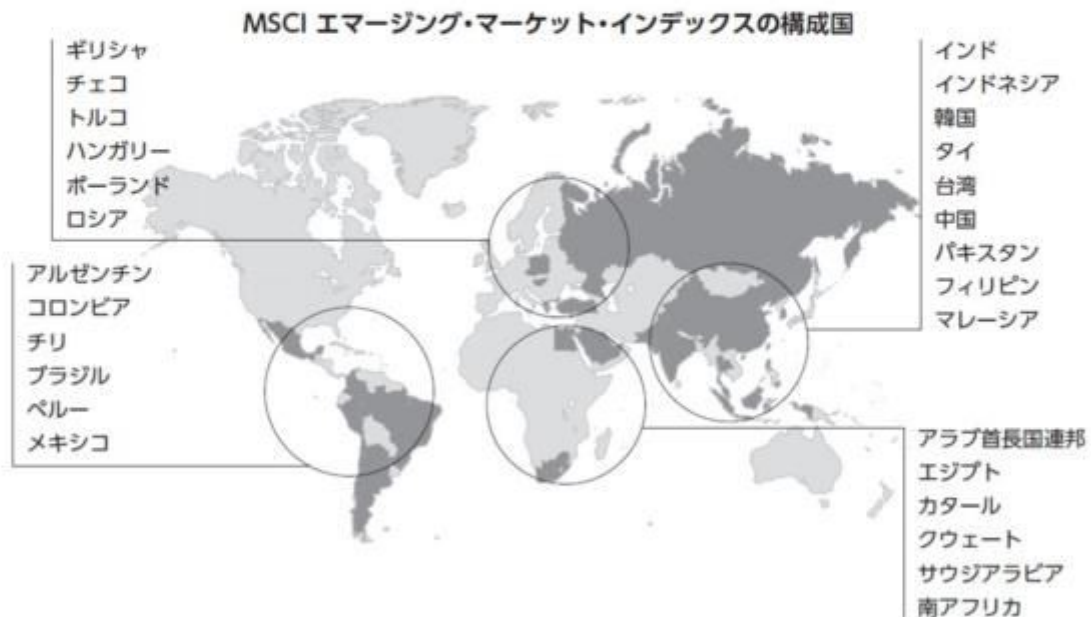 MSCI エマージング・マーケット・インデックスの構成国
ギリシャ
チェコ
トルコ
ハンガリー
ポーランド
ロシア
アルゼンチン
コロンビア
チリ
ブラジル
ペルー
メキシコ
インド
インドネシア
韓国
タイ
台湾
中国
パキスタン
フィリピン
マレーシア
アラブ首長国連邦
エジプト
カタール
クウェート
サウジアラビア
南アフリカ